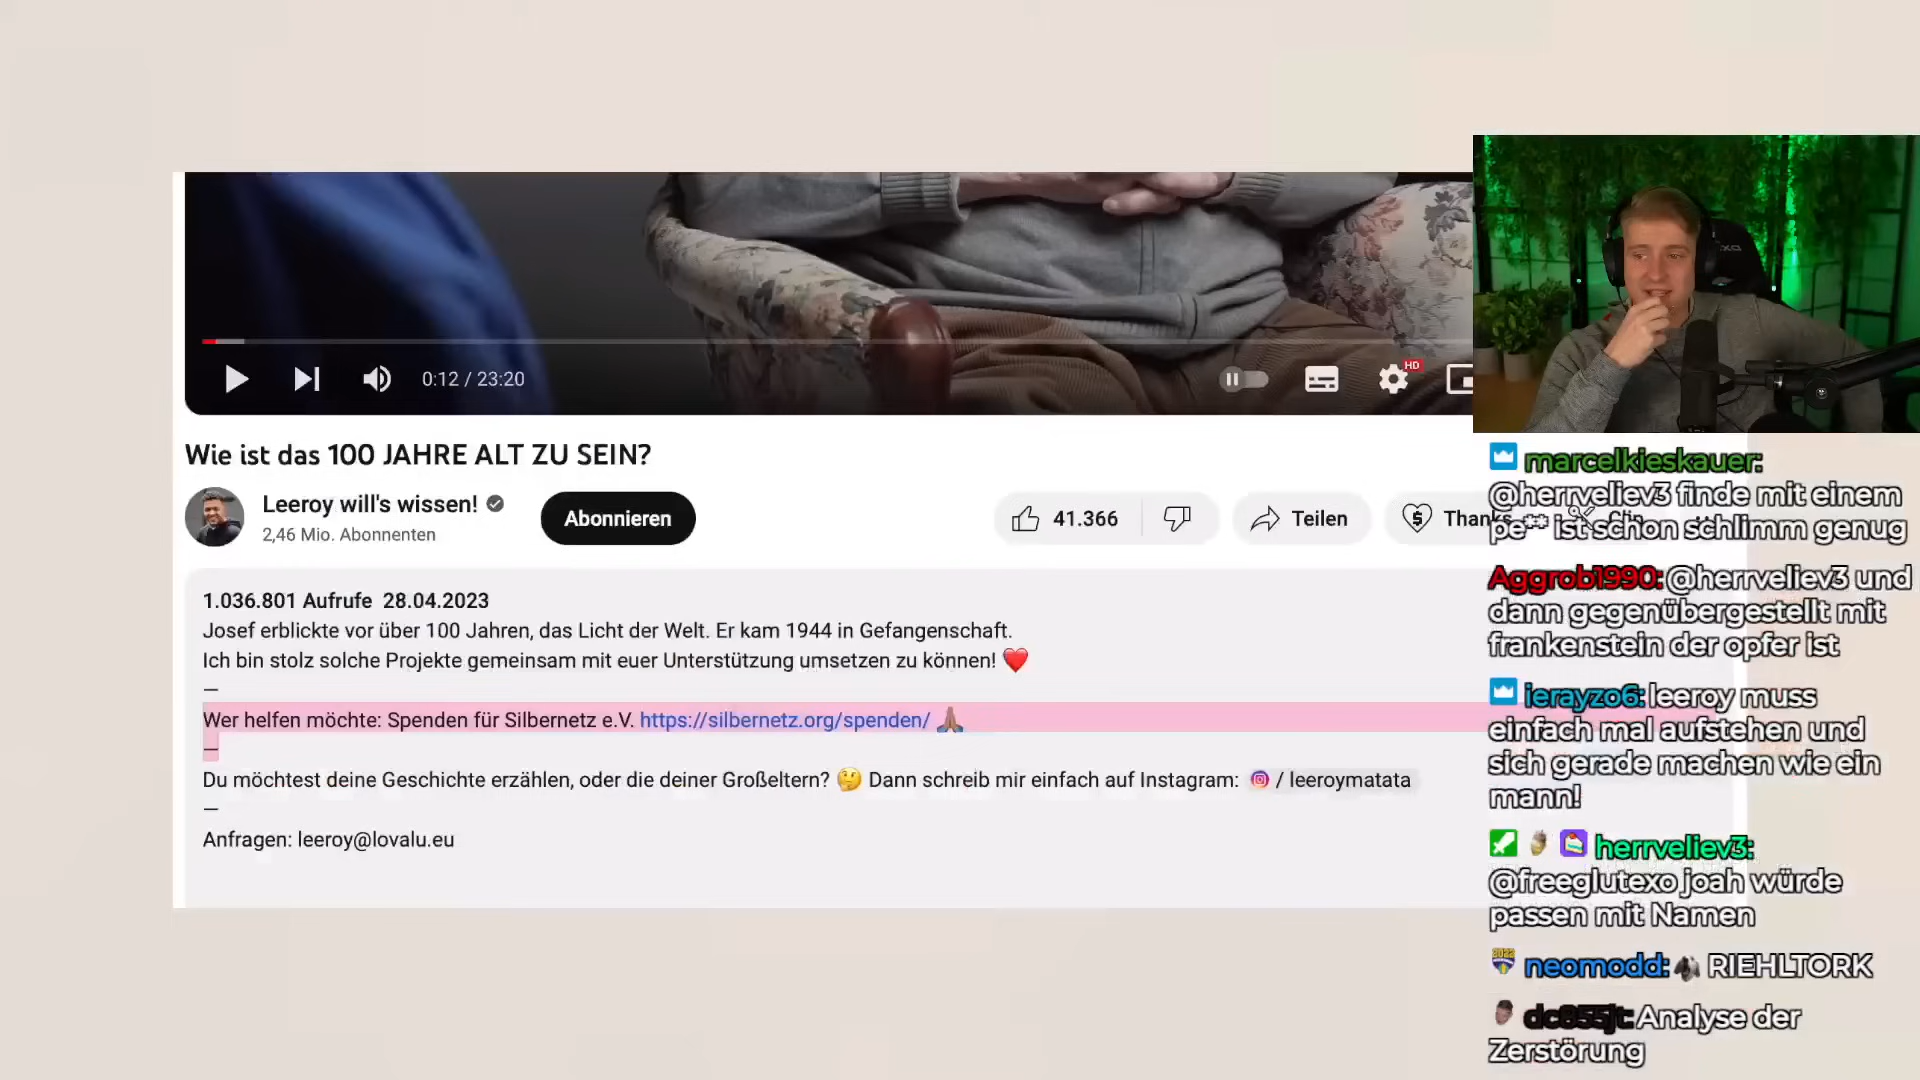 HD
0:12 / 23:20
Wie ist das 100 JAHRE ALT ZU SEIN?
Leeroy will's wissen!
2,46 Mio. Abonnenten
Abonnieren
41.366
Teilen
Thanks
1.036.801 Aufrufe 28.04.2023
Josef erblickte vor über 100 Jahren, das Licht der Welt. Er kam 1944 in Gefangenschaft.
Ich bin stolz solche Projekte gemeinsam mit euer Unterstützung umsetzen zu können! ❤️
—
Wer helfen möchte: Spenden für Silbernetz e.V. https://silbernetz.org/spenden/ 🙏🏽
—
Du möchtest deine Geschichte erzählen, oder die deiner Großeltern? 🤔 Dann schreib mir einfach auf Instagram: / leeroymatata
—
Anfragen: leeroy@lovalu.eu
marcelkieskauer:
@herrveliev3 finde mit einem
pe** ist schon schlimm genug
Aggrob1990: @herrveliev3 und
dann gegenübergestellt mit
frankenstein der opfer ist
ierayzo6: leeroy muss
einfach mal aufstehen und
sich gerade machen wie ein
mann!
herrveliev3:
@freeglutexo joah würde
passen mit Namen
neomodd: RIEHLTORK
dc855jt: Analyse der
Zerstörung